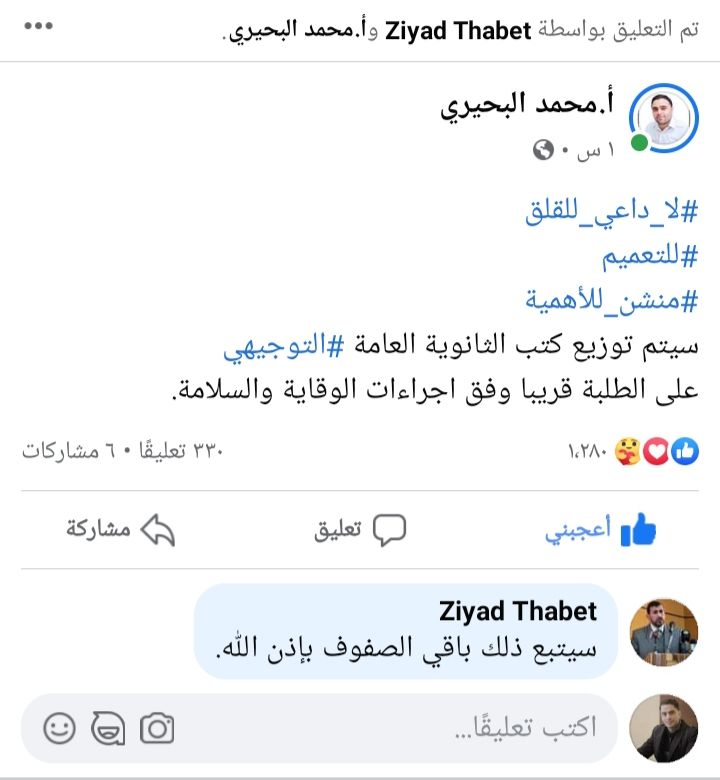 تم التعليق بواسطة Ziyad Thabet وأ.محمد البحيري.
أ.محمد البحيري
١ س •
#لا_داعي_للقلق
#للتعميم
#منشن_للأهمية
سيتم توزيع كتب الثانوية العامة #التوجيهي
على الطلبة قريبا وفق اجراءات الوقاية والسلامة.
١،٢٨٠
٣٣٠ تعليقًا • ٦ مشاركات
أعجبني
تعليق
مشاركة
Ziyad Thabet
سيتبع ذلك باقي الصفوف بإذن الله.
اكتب تعليقًا...